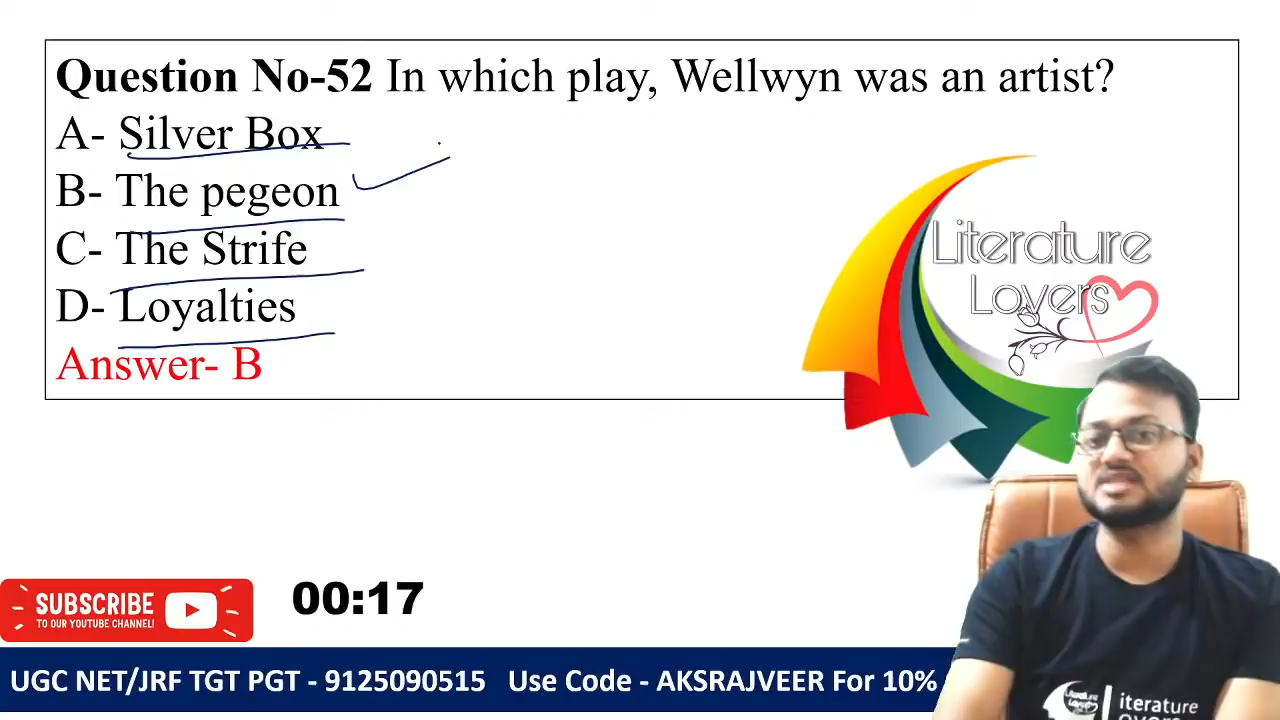 Question No-52 In which play, Wellwyn was an artist?
A- Silver Box
B- The pegeon
C- The Strife
D- Loyalties
Answer- B
Literature
Lovers
SUBSCRIBE
TO OUR YOUTUBE CHANNEL!
00:17
UGC NET/JRF TGT PGT - 9125090515 Use Code - AKSRAJVEER For 10%
iterature